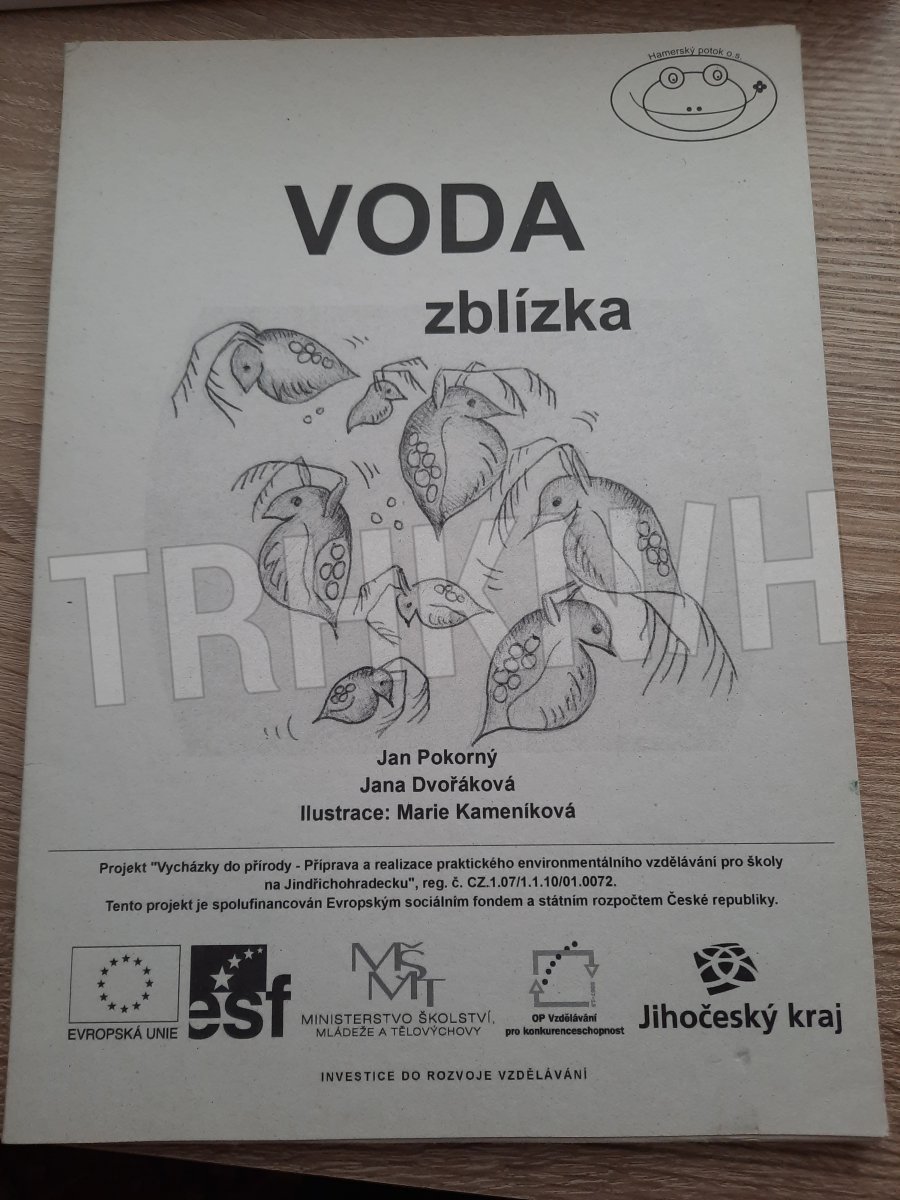 Hamerský potok o.s.
VODA
zblízka
TRHKNIH
Jan Pokorný
Jana Dvořáková
Ilustrace: Marie Kameníková
Projekt "Vycházky do přírody - Příprava a realizace praktického environmentálního vzdělávání pro školy
na Jindřichohradecku", reg. č. CZ.1.07/1.1.10/01.0072.
Tento projekt je spolufinancován Evropským sociálním fondem a státním rozpočtem České republiky.
EVROPSKÁ UNIE
esf
MŠMT
MINISTERSTVO ŠKOLSTVÍ,
MLÁDEŽE A TĚLOVÝCHOVY
OP Vzdělávání
pro konkurenceschopnost
Jihočeský kraj
INVESTICE DO ROZVOJE VZDĚLÁVÁNÍ